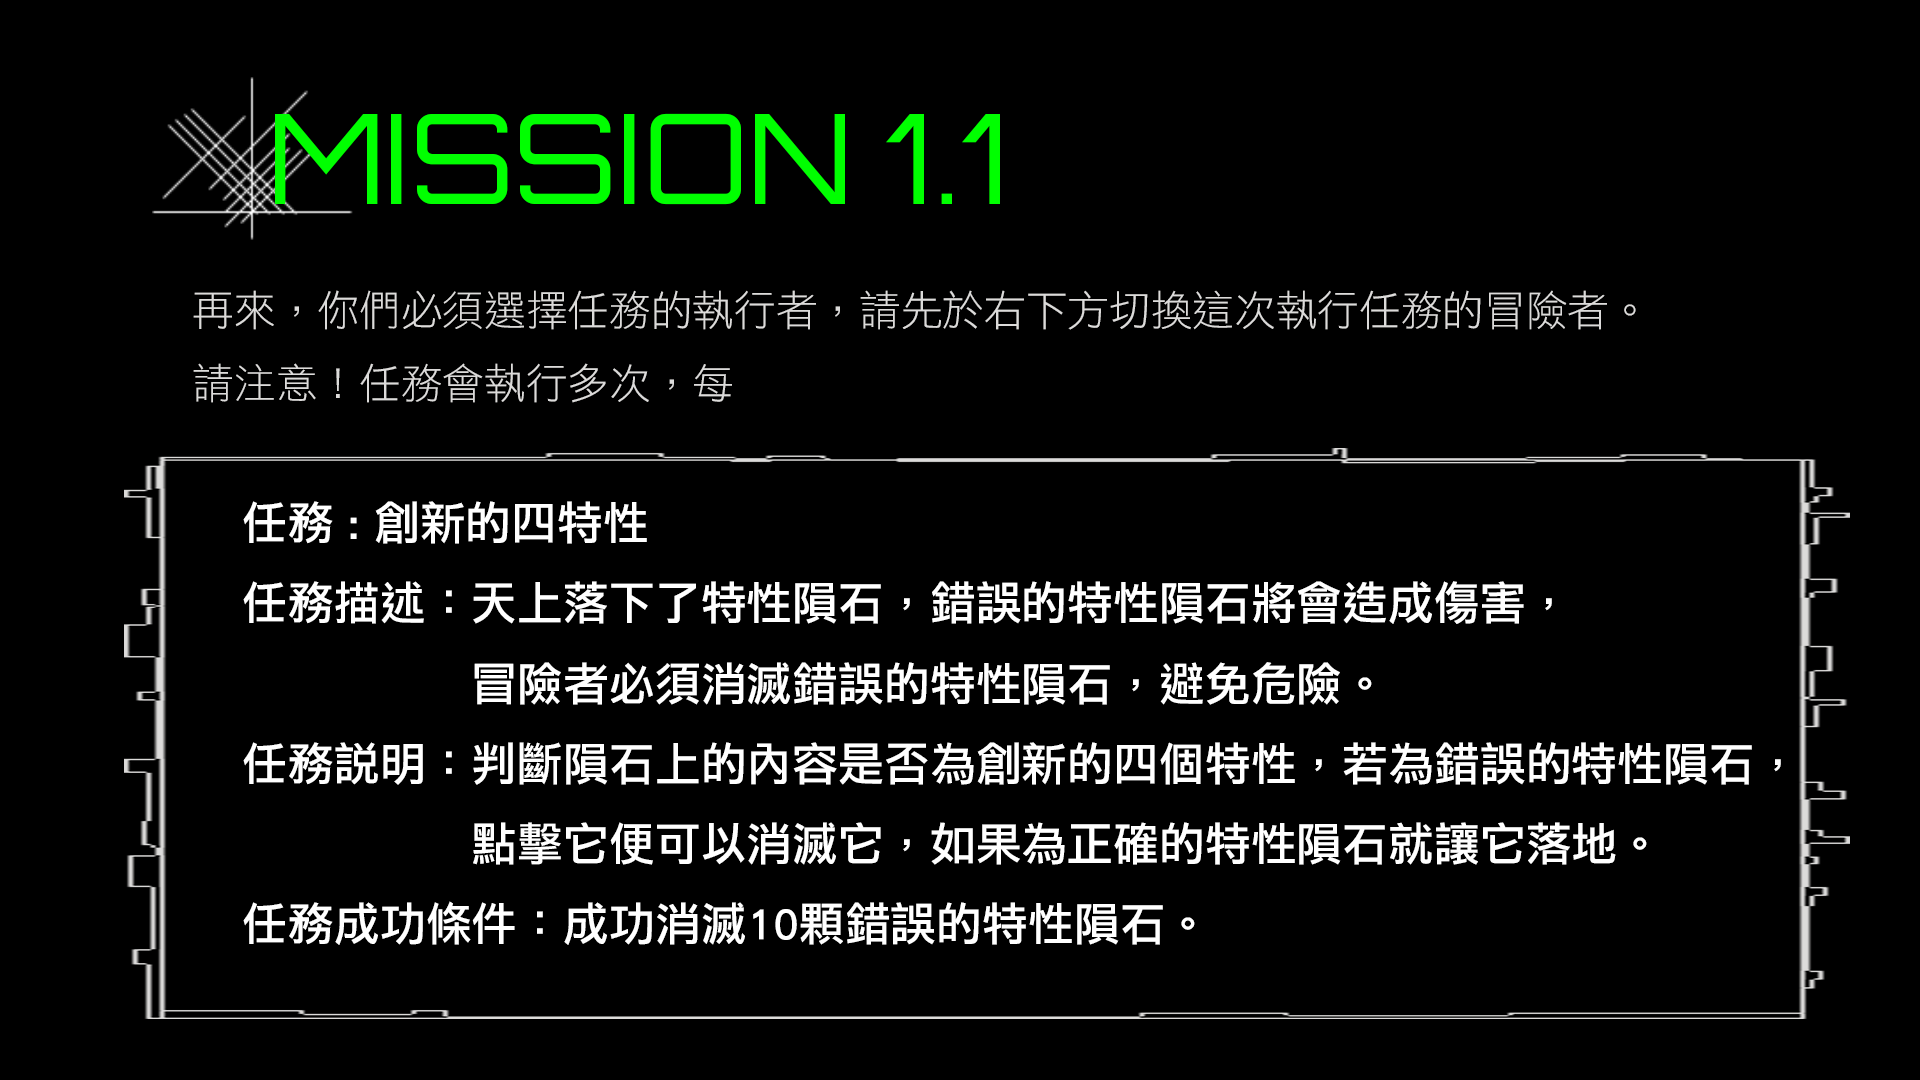 MISSION 1.1
再來，你們必須選擇任務的執行者，請先於右下方切換這次執行任務的冒險者。
請注意！任務會執行多次，每
任務 : 創新的四特性
任務描述：天上落下了特性隕石，錯誤的特性隕石將會造成傷害，
冒險者必須消滅錯誤的特性隕石，避免危險。
任務説明：判斷隕石上的內容是否為創新的四個特性，若為錯誤的特性隕石，
點擊它便可以消滅它，如果為正確的特性隕石就讓它落地。
任務成功條件：成功消滅10顆錯誤的特性隕石。